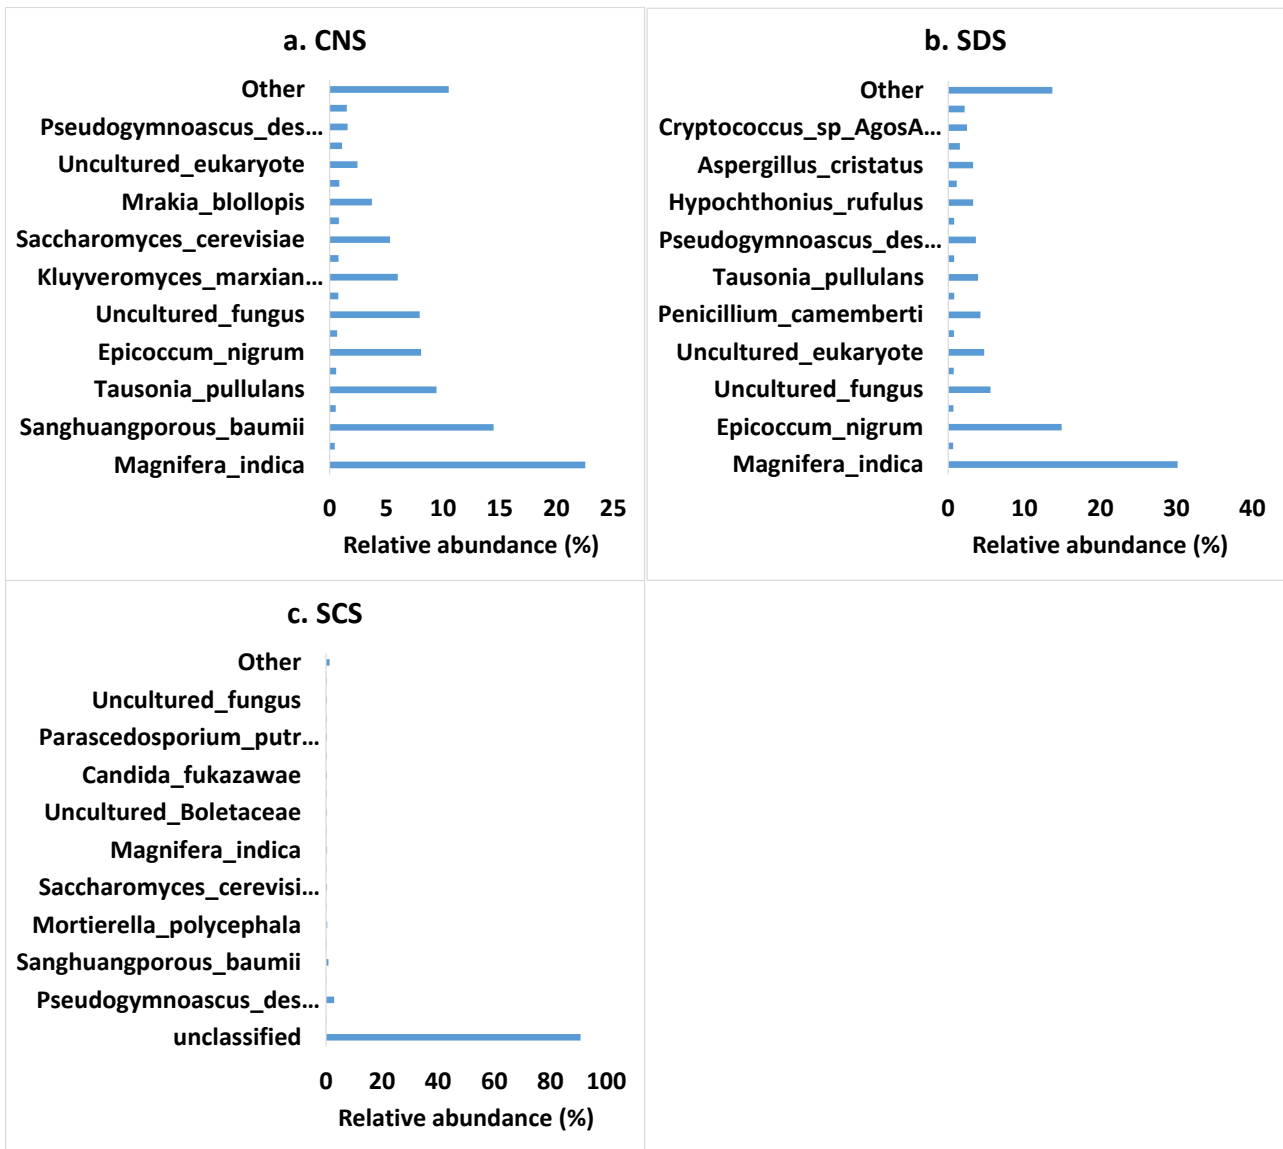 a. CNS
Other
Pseudogymnoascus_des...
Uncultured_eukaryote
Mrakia_blollopis
Saccharomyces_cerevisiae
Kluyveromyces_marxian...
Uncultured_fungus
Epicoccum_nigrum
Tausonia_pullulans
Sanghuangporous_baumii
Magnifera_indica
0 5 10 15 20 25
Relative abundance (%)
b. SDS
Other
Cryptococcus_sp_AgosA...
Aspergillus_cristatus
Hypochthonius_rufulus
Pseudogymnoascus_des...
Tausonia_pullulans
Penicillium_camemberti
Uncultured_eukaryote
Uncultured_fungus
Epicoccum_nigrum
Magnifera_indica
0 10 20 30 40
Relative abundance (%)
c. SCS
Other
Uncultured_fungus
Parascedosporium_putr...
Candida_fukazawae
Uncultured_Boletaceae
Magnifera_indica
Saccharomyces_cerevisi...
Mortierella_polycephala
Sanghuangporous_baumii
Pseudogymnoascus_des...
unclassified
0 20 40 60 80 100
Relative abundance (%)